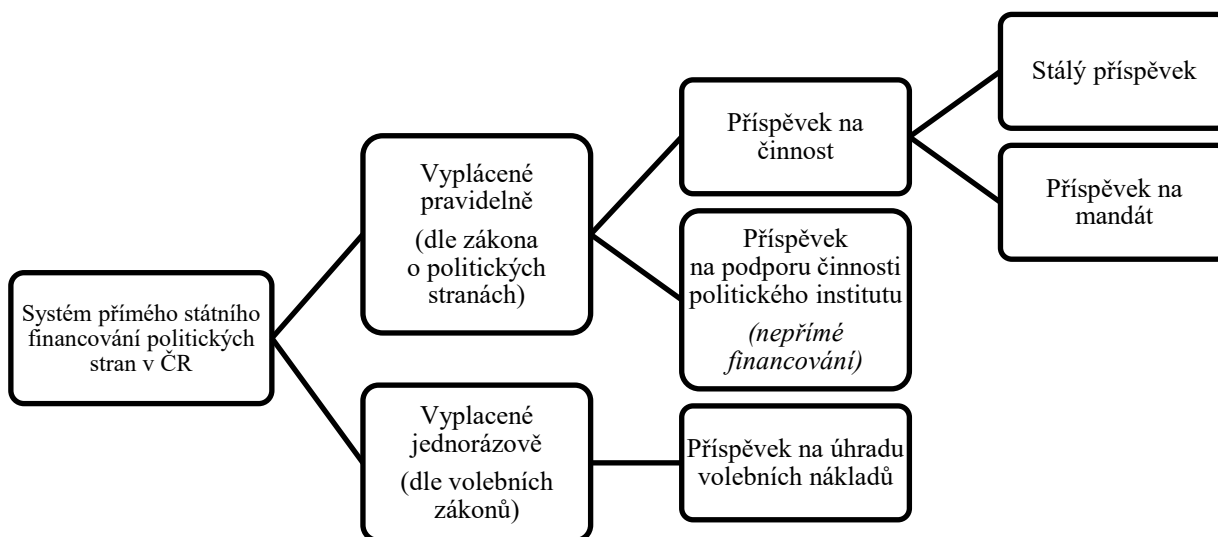 Systém přímého státního
financování politických
stran v ČR
Vyplácené
pravidelně
(dle zákona
o politických
stranách)
Příspěvek na
činnost
Stálý příspěvek
Příspěvek na
mandát
Příspěvek
na podporu činnosti
politického institutu
(nepřímé
financování)
Vyplacené
jednorázově
(dle volebních
zákonů)
Příspěvek na úhradu
volebních nákladů